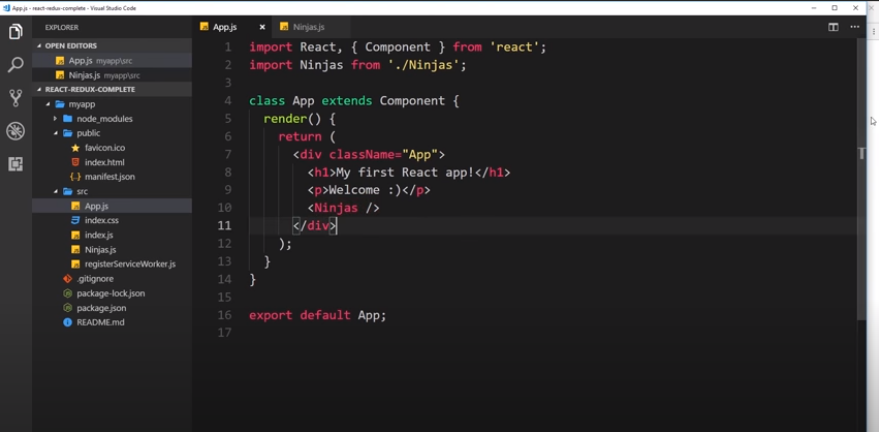 App.js - react-redux-complete - Visual Studio Code
EXPLORER
OPEN EDITORS
App.js myapp\src
Ninjas.js myapp\src
REACT-REDUX-COMPLETE
myapp
node_modules
public
favicon.ico
index.html
{..} manifest.json
src
App.js
index.css
index.js
Ninjas.js
registerServiceWorker.js
.gitignore
package-lock.json
package.json
README.md
App.js × Ninjas.js
1 import React, { Component } from 'react';
2 import Ninjas from './Ninjas';
3
4 class App extends Component {
5 render() {
6 return (
7 <div className="App">
8 <h1>My first React app!</h1>
9 <p>Welcome :)</p>
10 <Ninjas />
11 </div>
12 );
13 }
14 }
15
16 export default App;
17